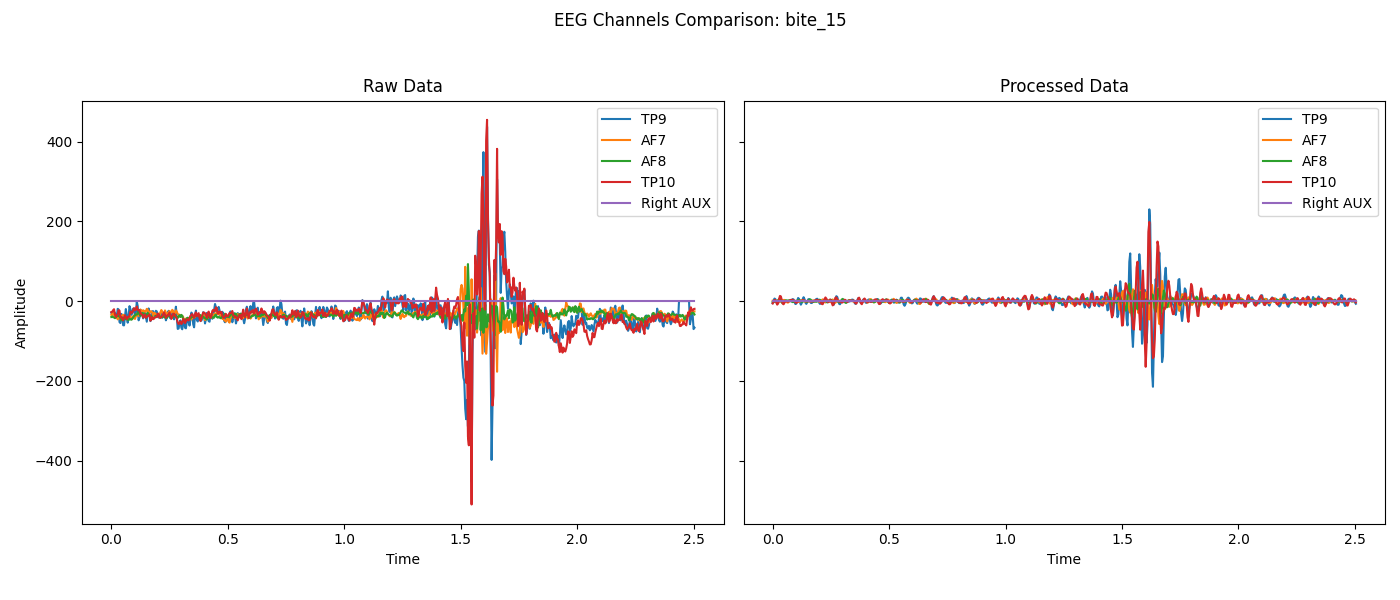 EEG Channels Comparison: bite_15
Raw Data
Processed Data
TP9
AF7
AF8
TP10
Right AUX
TP9
AF7
AF8
TP10
Right AUX
Amplitude
400
200
0
−200
−400
0.0 0.5 1.0 1.5 2.0 2.5
0.0 0.5 1.0 1.5 2.0 2.5
Time
Time